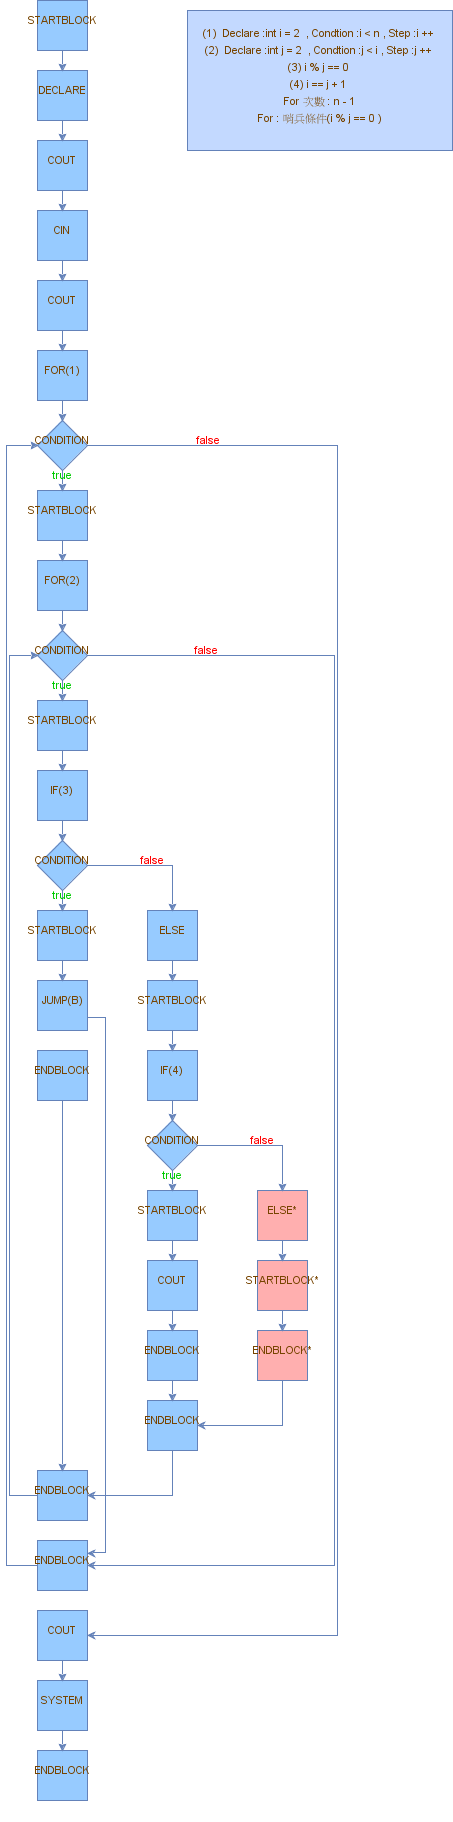 STARTBLOCK
(1) Declare :int i = 2 , Condtion :i < n , Step :i ++
(2) Declare :int j = 2 , Condtion :j < i , Step :j ++
(3) i % j == 0
(4) i == j + 1
For 次數 : n - 1
For : 哨兵條件(i % j == 0 )
DECLARE
COUT
CIN
COUT
FOR(1)
CONDITION
false
true
STARTBLOCK
FOR(2)
CONDITION
false
true
STARTBLOCK
IF(3)
CONDITION
false
true
STARTBLOCK
ELSE
JUMP(B)
STARTBLOCK
ENDBLOCK
IF(4)
CONDITION
false
true
STARTBLOCK
ELSE*
COUT
STARTBLOCK*
ENDBLOCK
ENDBLOCK*
ENDBLOCK
ENDBLOCK
ENDBLOCK
COUT
SYSTEM
ENDBLOCK